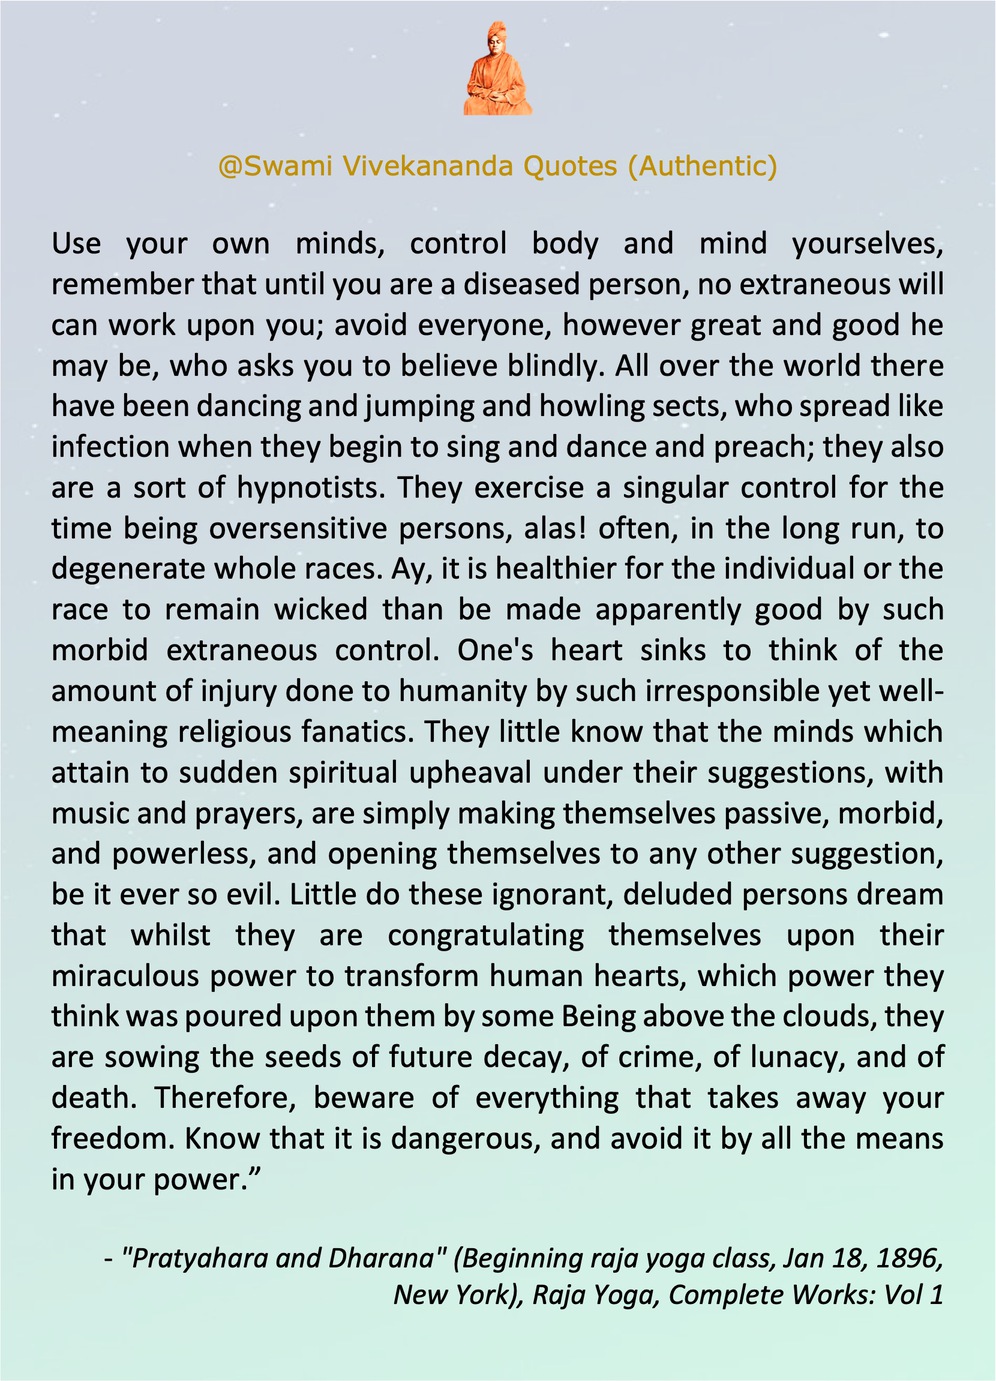 @Swami Vivekananda Quotes (Authentic)
Use your own minds, control body and mind yourselves,
remember that until you are a diseased person, no extraneous will
can work upon you; avoid everyone, however great and good he
may be, who asks you to believe blindly. All over the world there
have been dancing and jumping and howling sects, who spread like
infection when they begin to sing and dance and preach; they also
are a sort of hypnotists. They exercise a singular control for the
time being oversensitive persons, alas! often, in the long run, to
degenerate whole races. Ay, it is healthier for the individual or the
race to remain wicked than be made apparently good by such
morbid extraneous control. One's heart sinks to think of the
amount of injury done to humanity by such irresponsible yet well-
meaning religious fanatics. They little know that the minds which
attain to sudden spiritual upheaval under their suggestions, with
music and prayers, are simply making themselves passive, morbid,
and powerless, and opening themselves to any other suggestion,
be it ever so evil. Little do these ignorant, deluded persons dream
that whilst they are congratulating themselves upon their
miraculous power to transform human hearts, which power they
think was poured upon them by some Being above the clouds, they
are sowing the seeds of future decay, of crime, of lunacy, and of
death. Therefore, beware of everything that takes away your
freedom. Know that it is dangerous, and avoid it by all the means
in your power.”
- "Pratyahara and Dharana" (Beginning raja yoga class, Jan 18, 1896,
New York), Raja Yoga, Complete Works: Vol 1